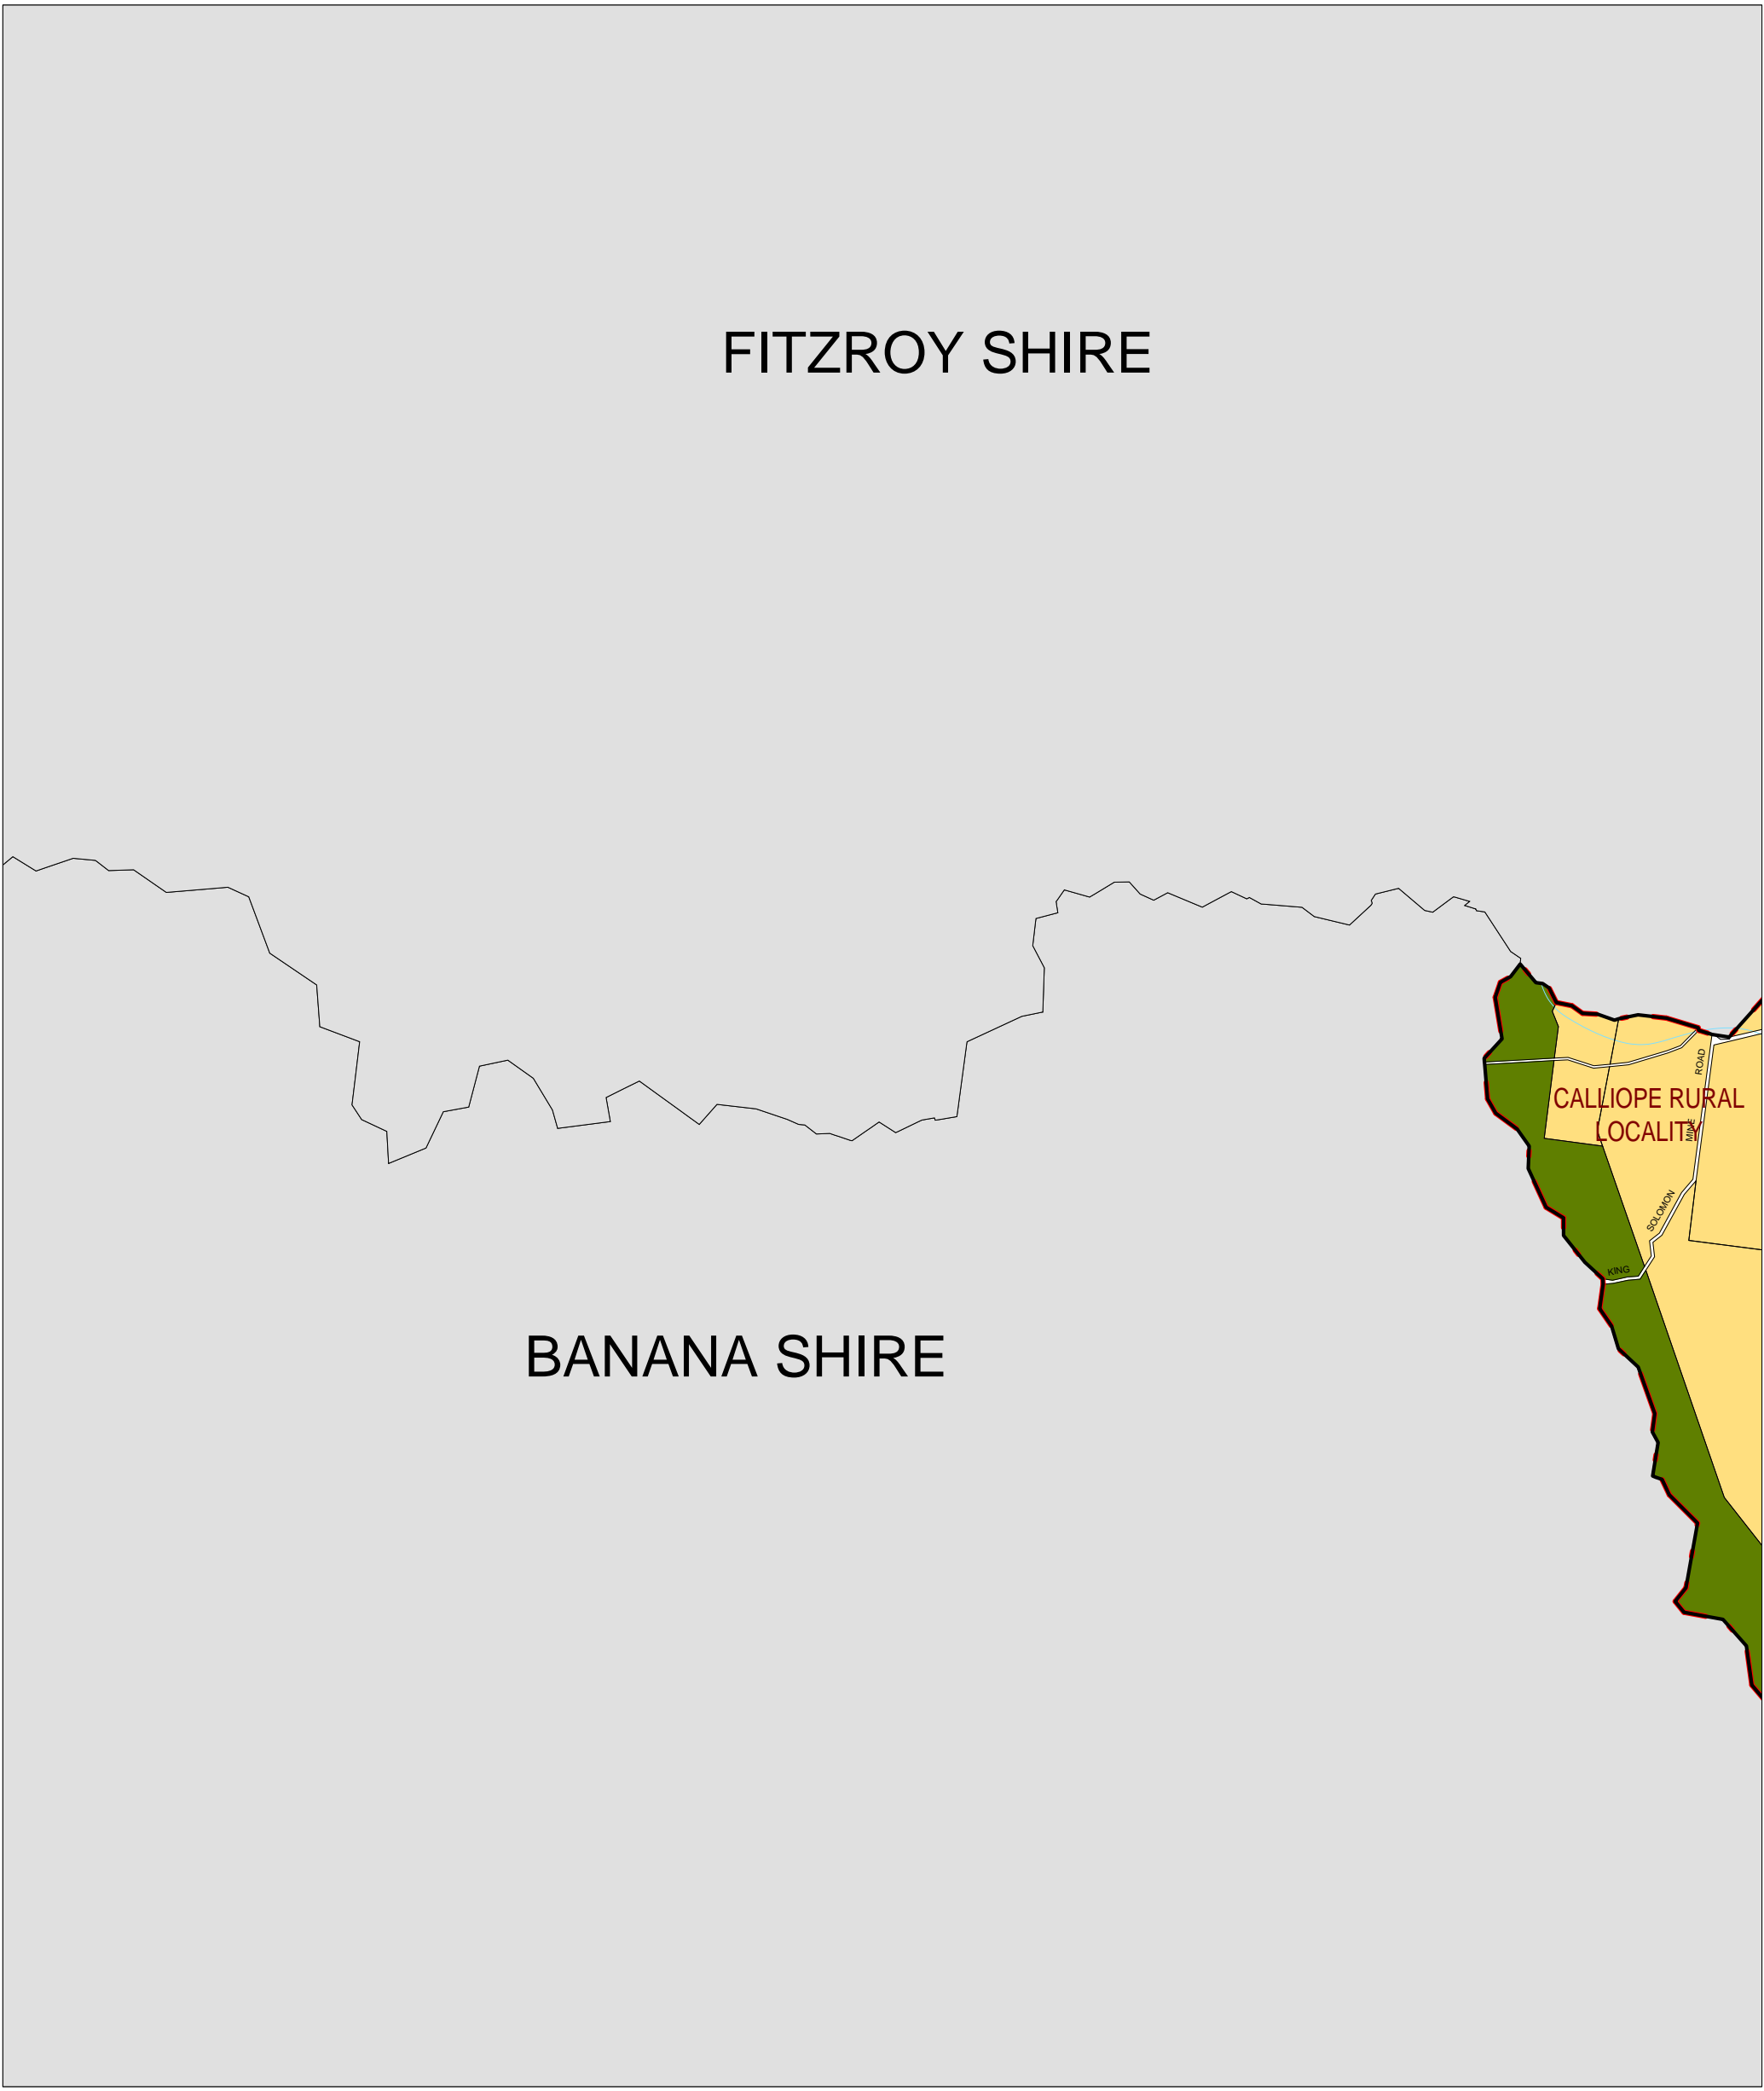 FITZROY SHIRE
ROAD
CALLIOPE RURAL
LOCALITY
MINE
SOLOMON
KING
BANANA SHIRE